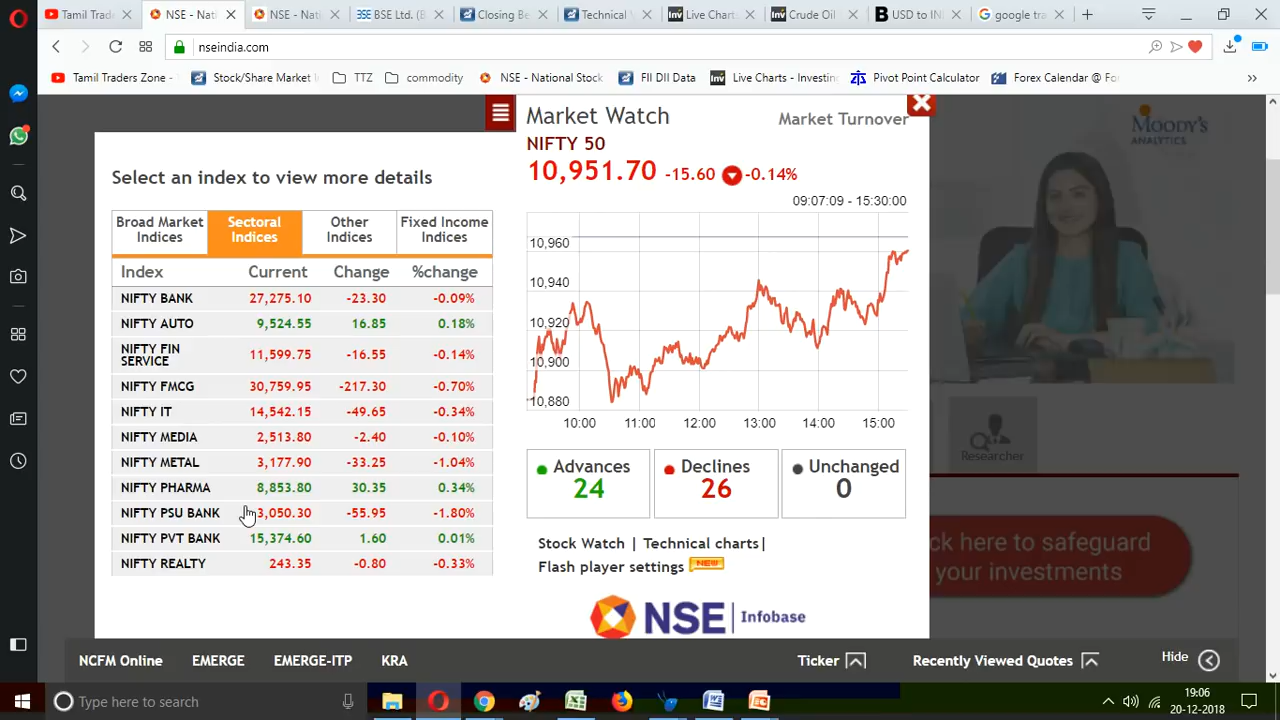 Tamil Trade
NSE - Nati
NSE - Nati
BSE Ltd. (B
Closing Be
Technical
Live Charts
Crude Oil
USD to IN
google tra
nseindia.com
Tamil Traders Zone -
Stock/Share Market
TTZ
commodity
NSE - National Stock
FII DII Data
Live Charts - Investin
Pivot Point Calculator
Forex Calendar @ Fo
Market Watch
Market Turnover
NIFTY 50
10,951.70 -15.60 -0.14%
09:07:09 - 15:30:00
10,960
10,940
10,920
10,900
10,880
10:00 11:00 12:00 13:00 14:00 15:00
Advances
24
Declines
26
Unchanged
0
Stock Watch | Technical charts|
Flash player settings NEW
NSE | Infobase
Select an index to view more details
Broad Market Indices
Sectoral Indices
Other Indices
Fixed Income Indices
Index Current Change %change
NIFTY BANK 27,275.10 -23.30 -0.09%
NIFTY AUTO 9,524.55 16.85 0.18%
NIFTY FIN SERVICE 11,599.75 -16.55 -0.14%
NIFTY FMCG 30,759.95 -217.30 -0.70%
NIFTY IT 14,542.15 -49.65 -0.34%
NIFTY MEDIA 2,513.80 -2.40 -0.10%
NIFTY METAL 3,177.90 -33.25 -1.04%
NIFTY PHARMA 8,853.80 30.35 0.34%
NIFTY PSU BANK 3,050.30 -55.95 -1.80%
NIFTY PVT BANK 15,374.60 1.60 0.01%
NIFTY REALTY 243.35 -0.80 -0.33%
MOODY'S
ANALYTICS
Researcher
ck here to safeguard
your investments
NCFM Online
EMERGE
EMERGE-ITP
KRA
Ticker
Recently Viewed Quotes
Hide
Type here to search
19:06
20-12-2018